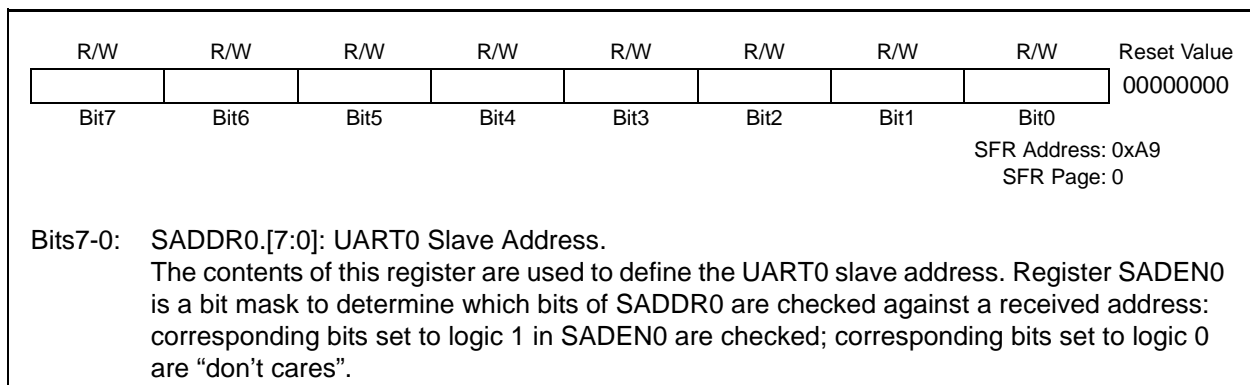 R/W R/W R/W R/W R/W R/W R/W R/W Reset Value
00000000
Bit7 Bit6 Bit5 Bit4 Bit3 Bit2 Bit1 Bit0
SFR Address: 0xA9
SFR Page: 0
Bits7-0: SADDR0.[7:0]: UART0 Slave Address.
The contents of this register are used to define the UART0 slave address. Register SADEN0
is a bit mask to determine which bits of SADDR0 are checked against a received address:
corresponding bits set to logic 1 in SADEN0 are checked; corresponding bits set to logic 0
are “don’t cares”.